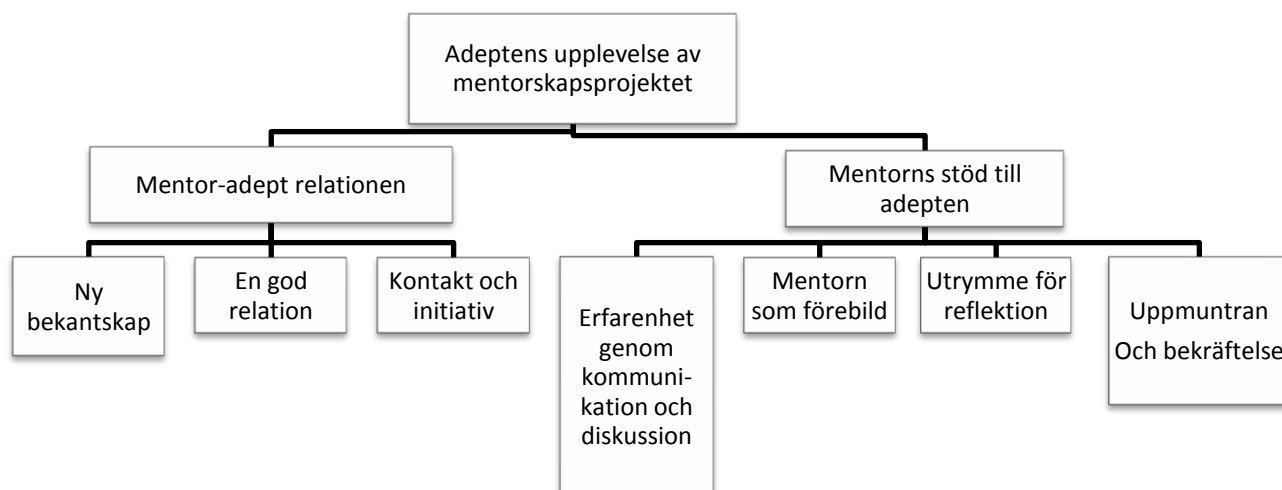 Adeptens upplevelse av
mentorskapsprojektet
Mentor-adept relationen
Mentorns stöd till
adepten
Ny
bekantskap
En god
relation
Kontakt och
initiativ
Erfarenhet
genom
kommuni-
kation och
diskussion
Mentorn
som förebild
Utrymme för
reflektion
Uppmuntran
Och bekräftelse